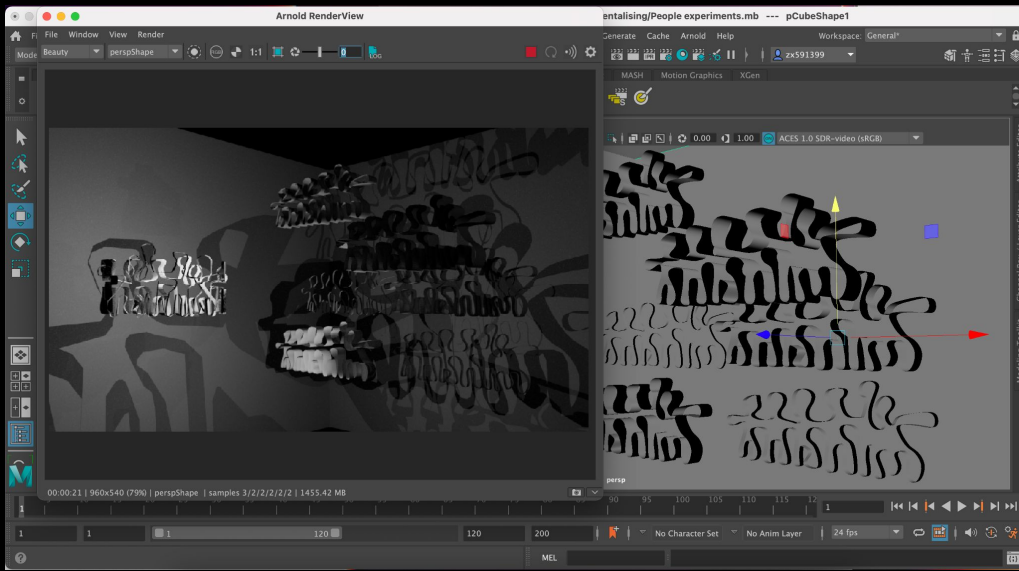 Arnold RenderView
entalising/People experiments.mb --- pCubeShape1
File Window View Render
Generate Cache Arnold Help
Workspace: General*
Beauty
perspShape
RGB
1:1
0
LOG
zx591399
MASH Motion Graphics XGen
0.00
1.00
ACES 1.0 SDR-video (sRGB)
persp
00:00:21 | 960x540 (79%) | perspShape | samples 3/2/2/2/2/2 | 1455.42 MB
1
90 95 100 105 110 115 12
1
1
1
1
120
120
200
No Character Set
No Anim Layer
24 fps
MEL